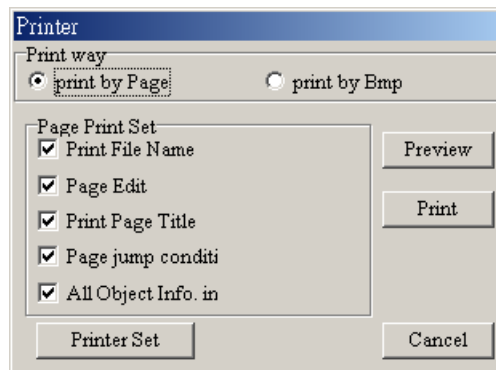 Printer
Print way
print by Page
print by Bmp
Page Print Set
Print File Name
Preview
Page Edit
Print Page Title
Print
Page jump conditi
All Object Info. in
Printer Set
Cancel